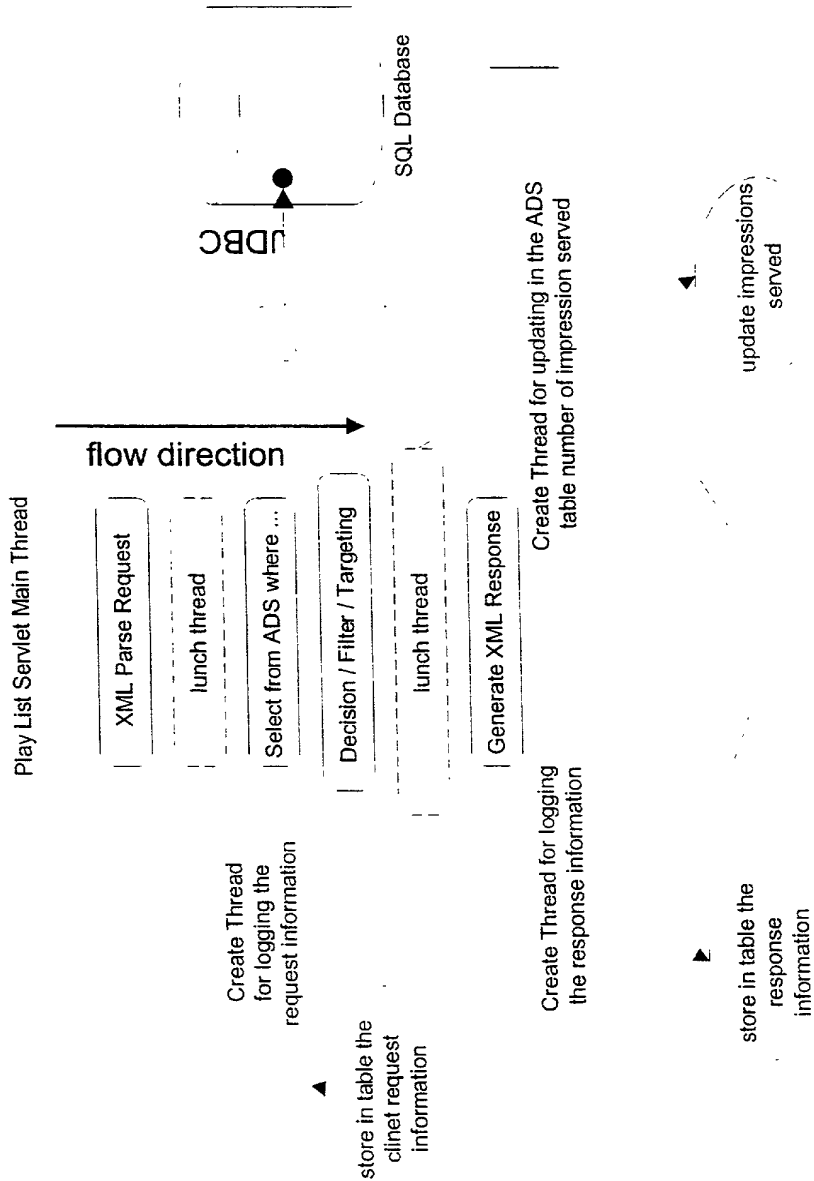 Play List Servlet Main Thread
XML Parse Request
lunch thread
Select from ADS where ...
Decision / Filter / Targeting
lunch thread
Generate XML Response
flow direction
JDBC
SQL Database
Create Thread
for logging the
request information
store in table the
clinet request
information
Create Thread for logging
the response information
store in table the
response
information
Create Thread for updating in the ADS
table number of impression served
update impressions
served